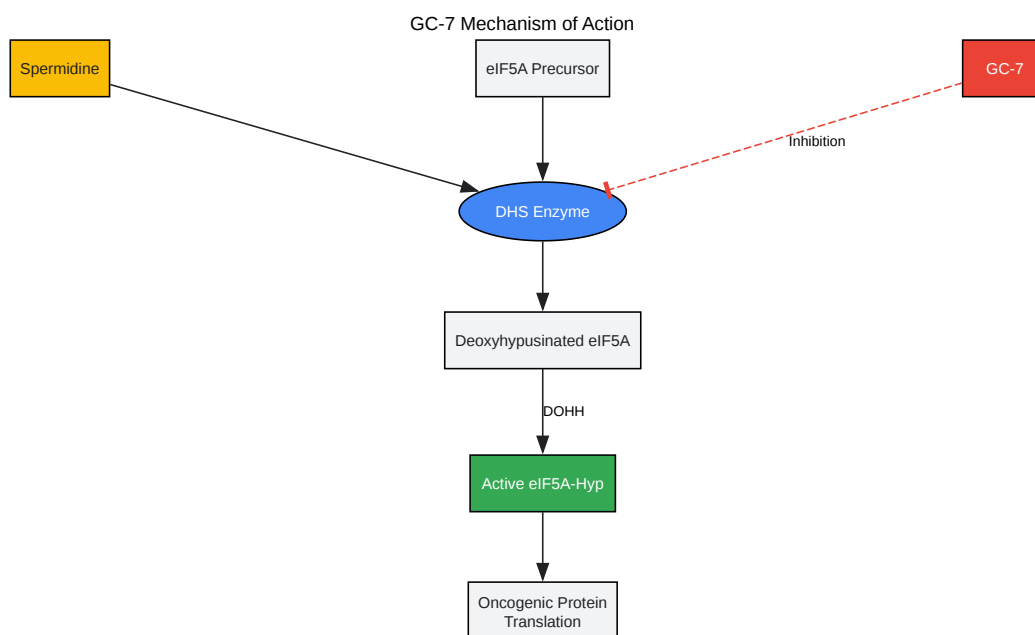 GC-7 Mechanism of Action
Spermidine
eIF5A Precursor
GC-7
Inhibition
DHS Enzyme
Deoxyhypusinated eIF5A
DOHH
Active eIF5A-Hyp
Oncogenic Protein
Translation